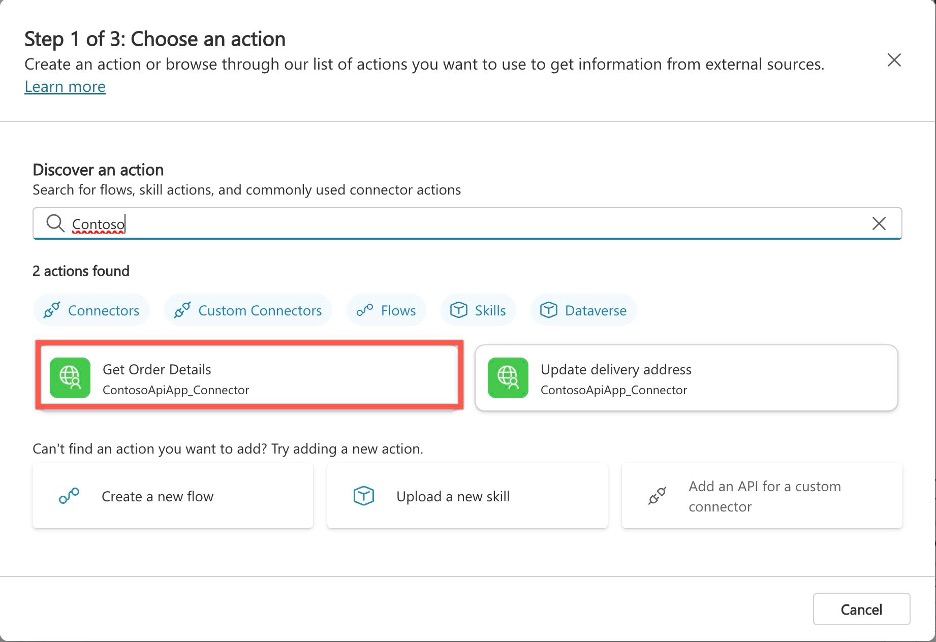 Step 1 of 3: Choose an action
Create an action or browse through our list of actions you want to use to get information from external sources.
Learn more
Discover an action
Search for flows, skill actions, and commonly used connector actions
Contoso
2 actions found
Connectors
Custom Connectors
Flows
Skills
Dataverse
Get Order Details
ContosoApiApp_Connector
Update delivery address
ContosoApiApp_Connector
Can't find an action you want to add? Try adding a new action.
Create a new flow
Upload a new skill
Add an API for a custom
connector
Cancel